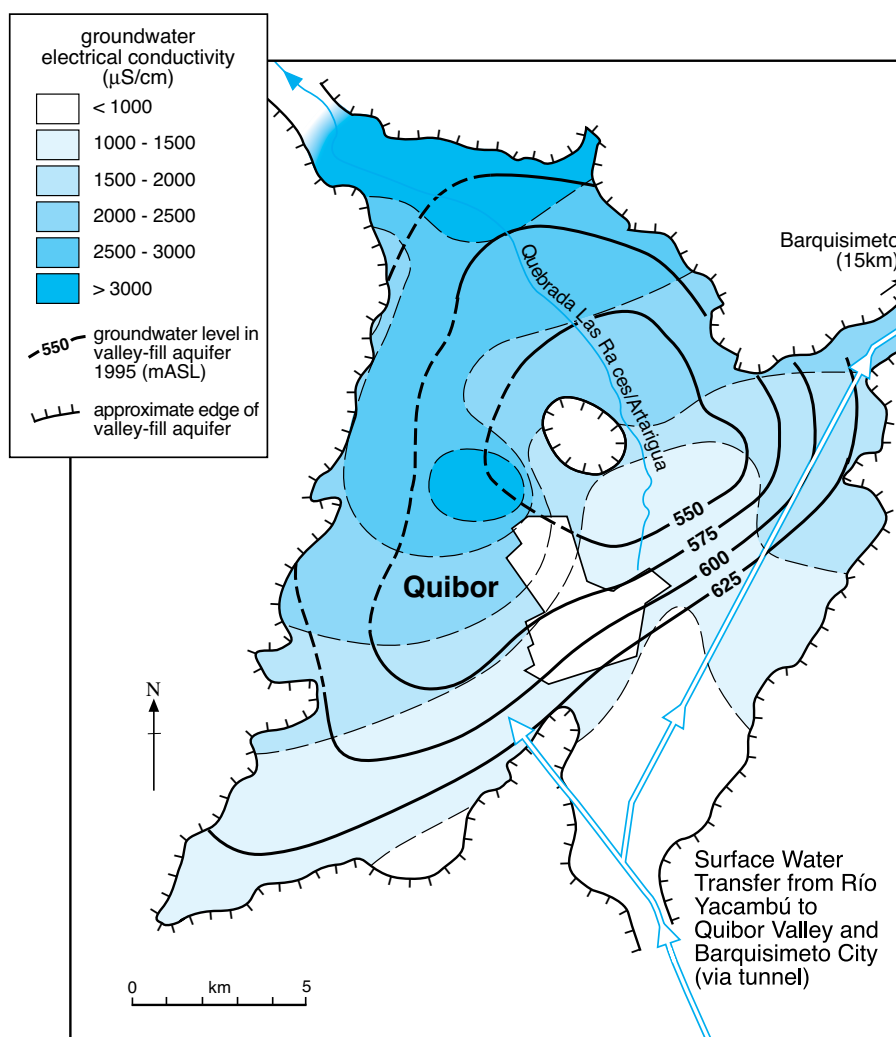 groundwater
electrical conductivity
(µS/cm)
< 1000
1000 - 1500
1500 - 2000
2000 - 2500
2500 - 3000
> 3000
550
groundwater level in
valley-fill aquifer
1995 (mASL)
approximate edge of
valley-fill aquifer
Barquisimeto
(15km)
Quebrada Las Ra ces/Artarigua
550
575
600
625
Quibor
N
Surface Water
Transfer from Río
Yacambú to
Quibor Valley and
Barquisimeto City
(via tunnel)
0 km 5